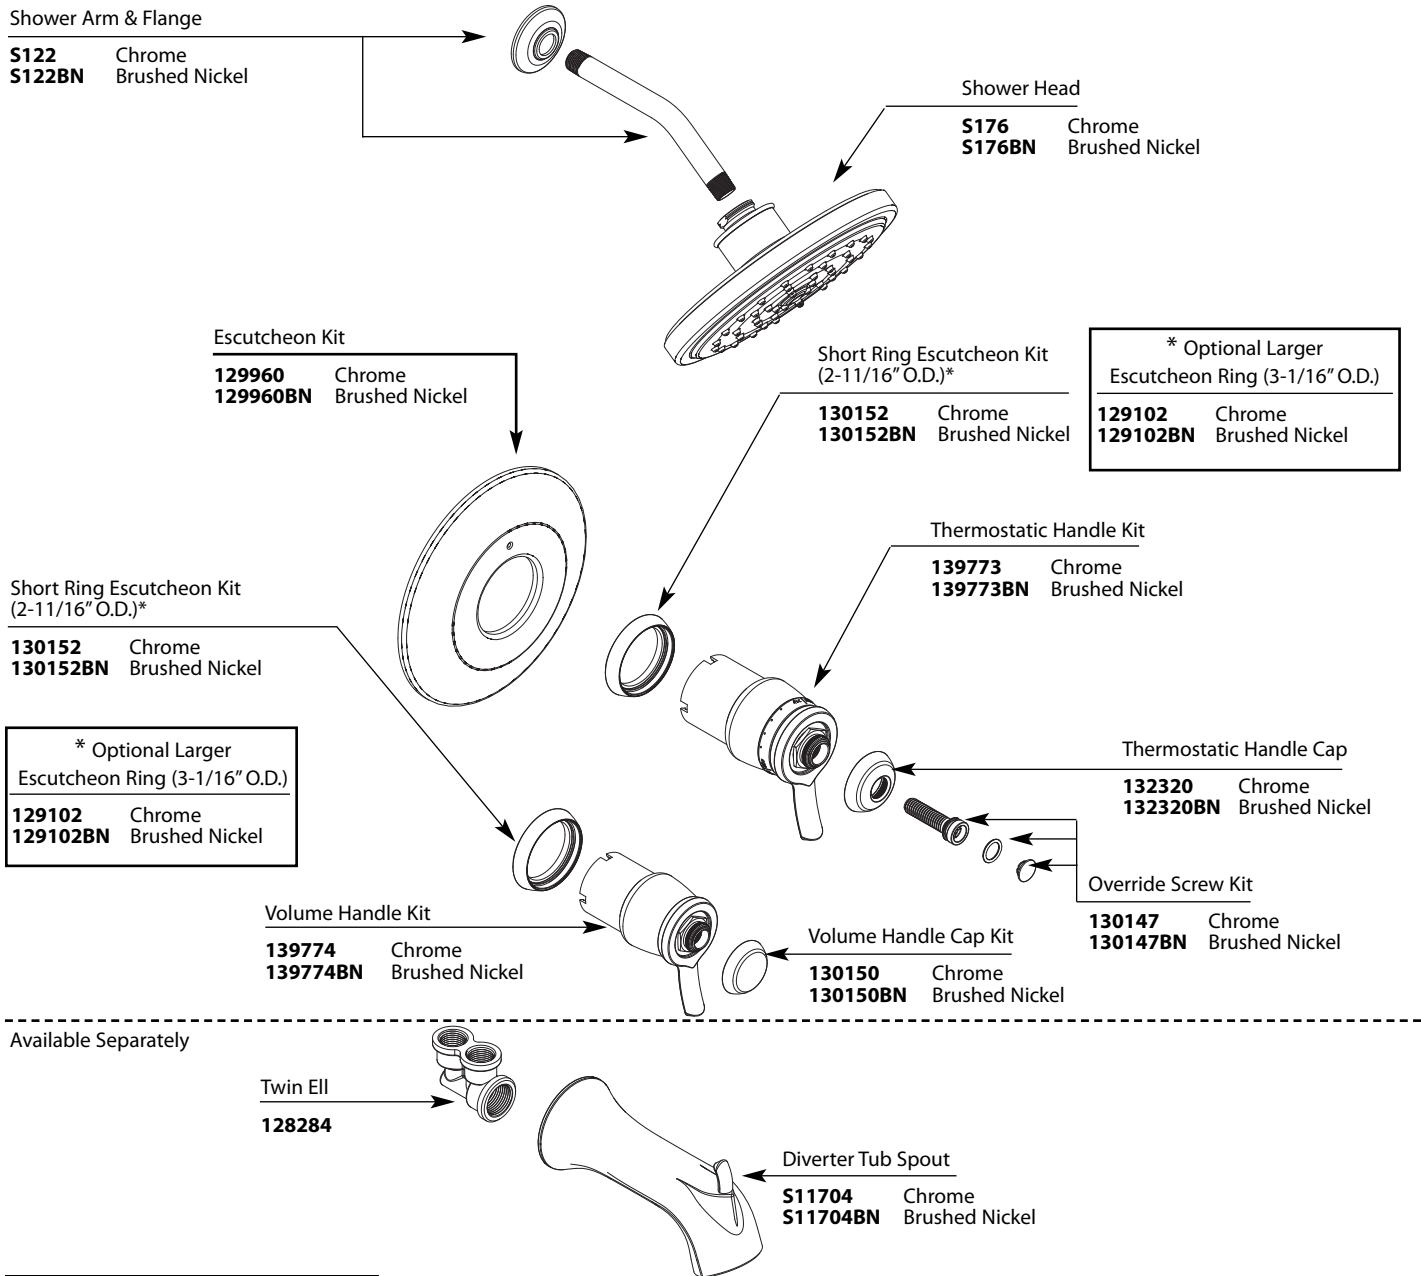 Shower Arm & Flange
S122 Chrome
S122BN Brushed Nickel
Shower Head
S176 Chrome
S176BN Brushed Nickel
Escutcheon Kit
129960 Chrome
129960BN Brushed Nickel
Short Ring Escutcheon Kit
(2-11/16" O.D.)*
130152 Chrome
130152BN Brushed Nickel
* Optional Larger
Escutcheon Ring (3-1/16" O.D.)
129102 Chrome
129102BN Brushed Nickel
Thermostatic Handle Kit
139773 Chrome
139773BN Brushed Nickel
Short Ring Escutcheon Kit
(2-11/16" O.D.)*
130152 Chrome
130152BN Brushed Nickel
* Optional Larger
Escutcheon Ring (3-1/16" O.D.)
129102 Chrome
129102BN Brushed Nickel
Thermostatic Handle Cap
132320 Chrome
132320BN Brushed Nickel
Override Screw Kit
130147 Chrome
130147BN Brushed Nickel
Volume Handle Kit
139774 Chrome
139774BN Brushed Nickel
Volume Handle Cap Kit
130150 Chrome
130150BN Brushed Nickel
Available Separately
Twin Ell
128284
Diverter Tub Spout
S11704 Chrome
S11704BN Brushed Nickel